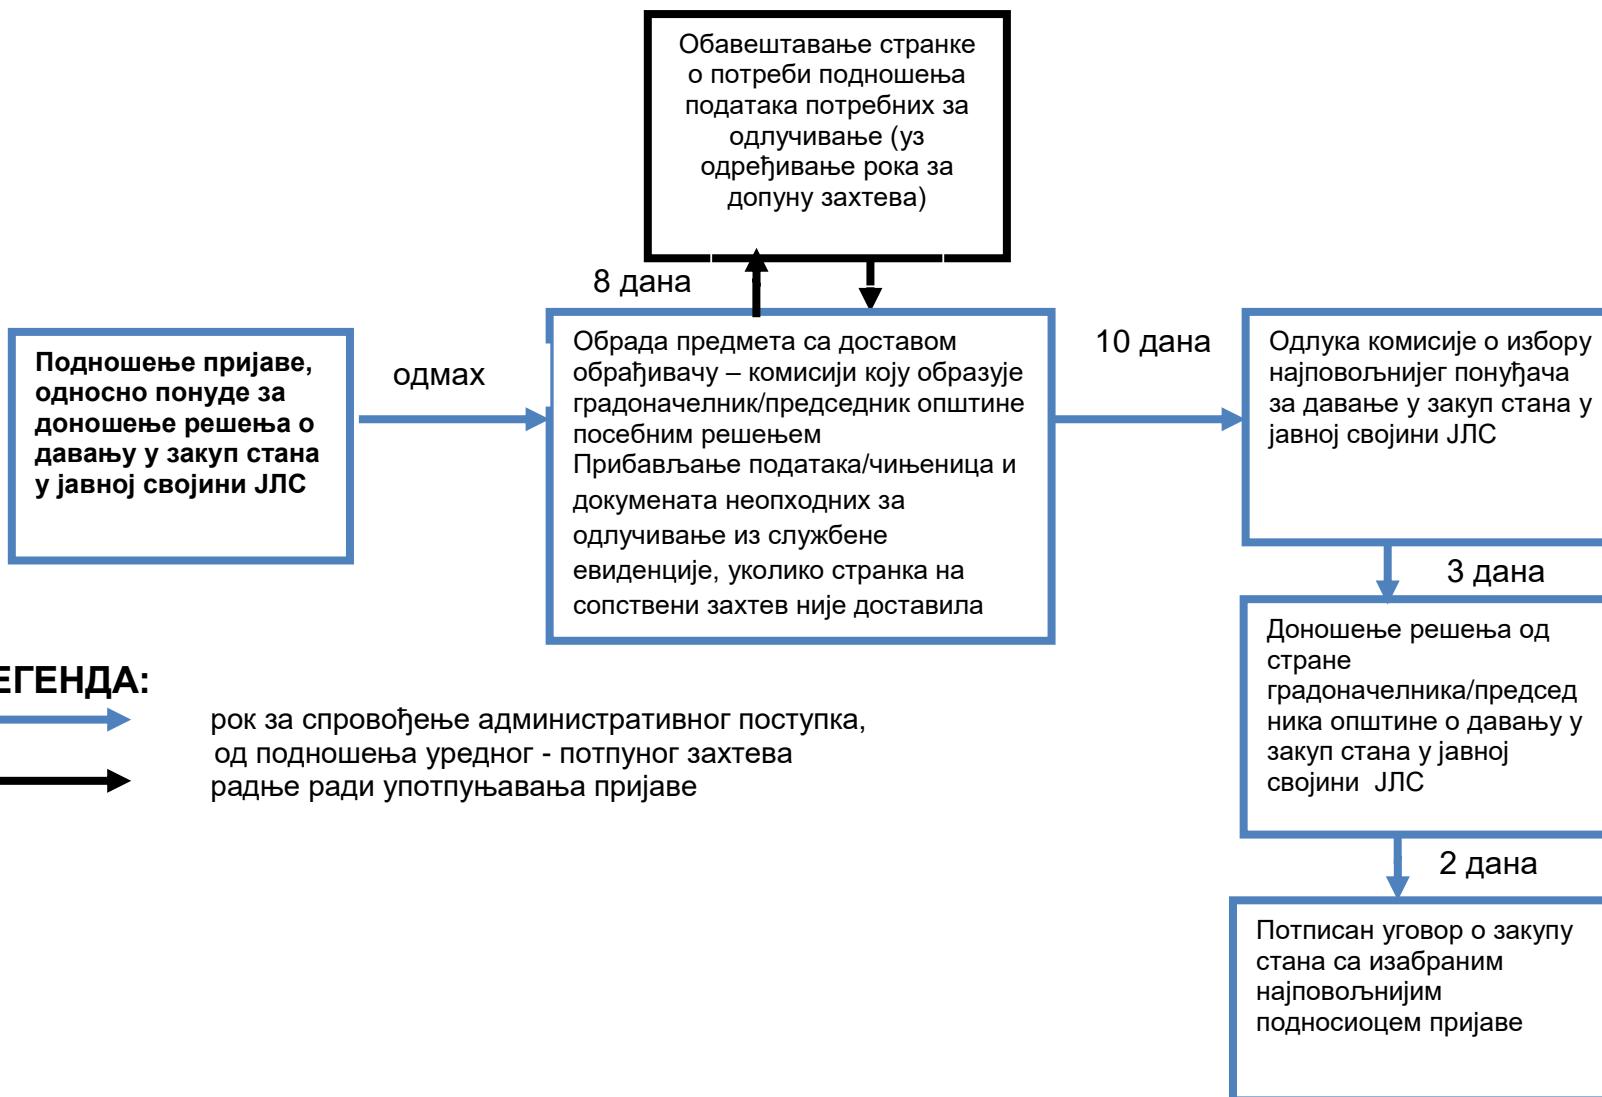 Обавештавање странке
о потреби подношења
података потребних за
одлучивање (уз
одређивање рока за
допуну захтева)
8 дана
Подношење пријаве,
односно понуде за
доношење решења о
давању у закуп стана
у јавној својини ЈЛС
одмах
Обрада предмета са доставом
обрађивачу – комисији коју образује
градоначелник/председник општине
посебним решењем
Прибављање података/чињеница и
докумената неопходних за
одлучивање из службене
евиденције, уколико странка на
сопствени захтев није доставила
10 дана
Одлука комисије о избору
најповољнијег понуђача
за давање у закуп стана у
јавној својини ЈЛС
3 дана
Доношење решења од
стране
градоначелника/председ
ника општине о давању у
закуп стана у јавној
својини ЈЛС
2 дана
Потписан уговор о закупу
стана са изабраним
најповољнијим
подносиоцем пријаве
ЕГЕНДА:
рок за спровођење административног поступка,
од подношења уредног - потпуног захтева
радње ради употпуњавања пријаве